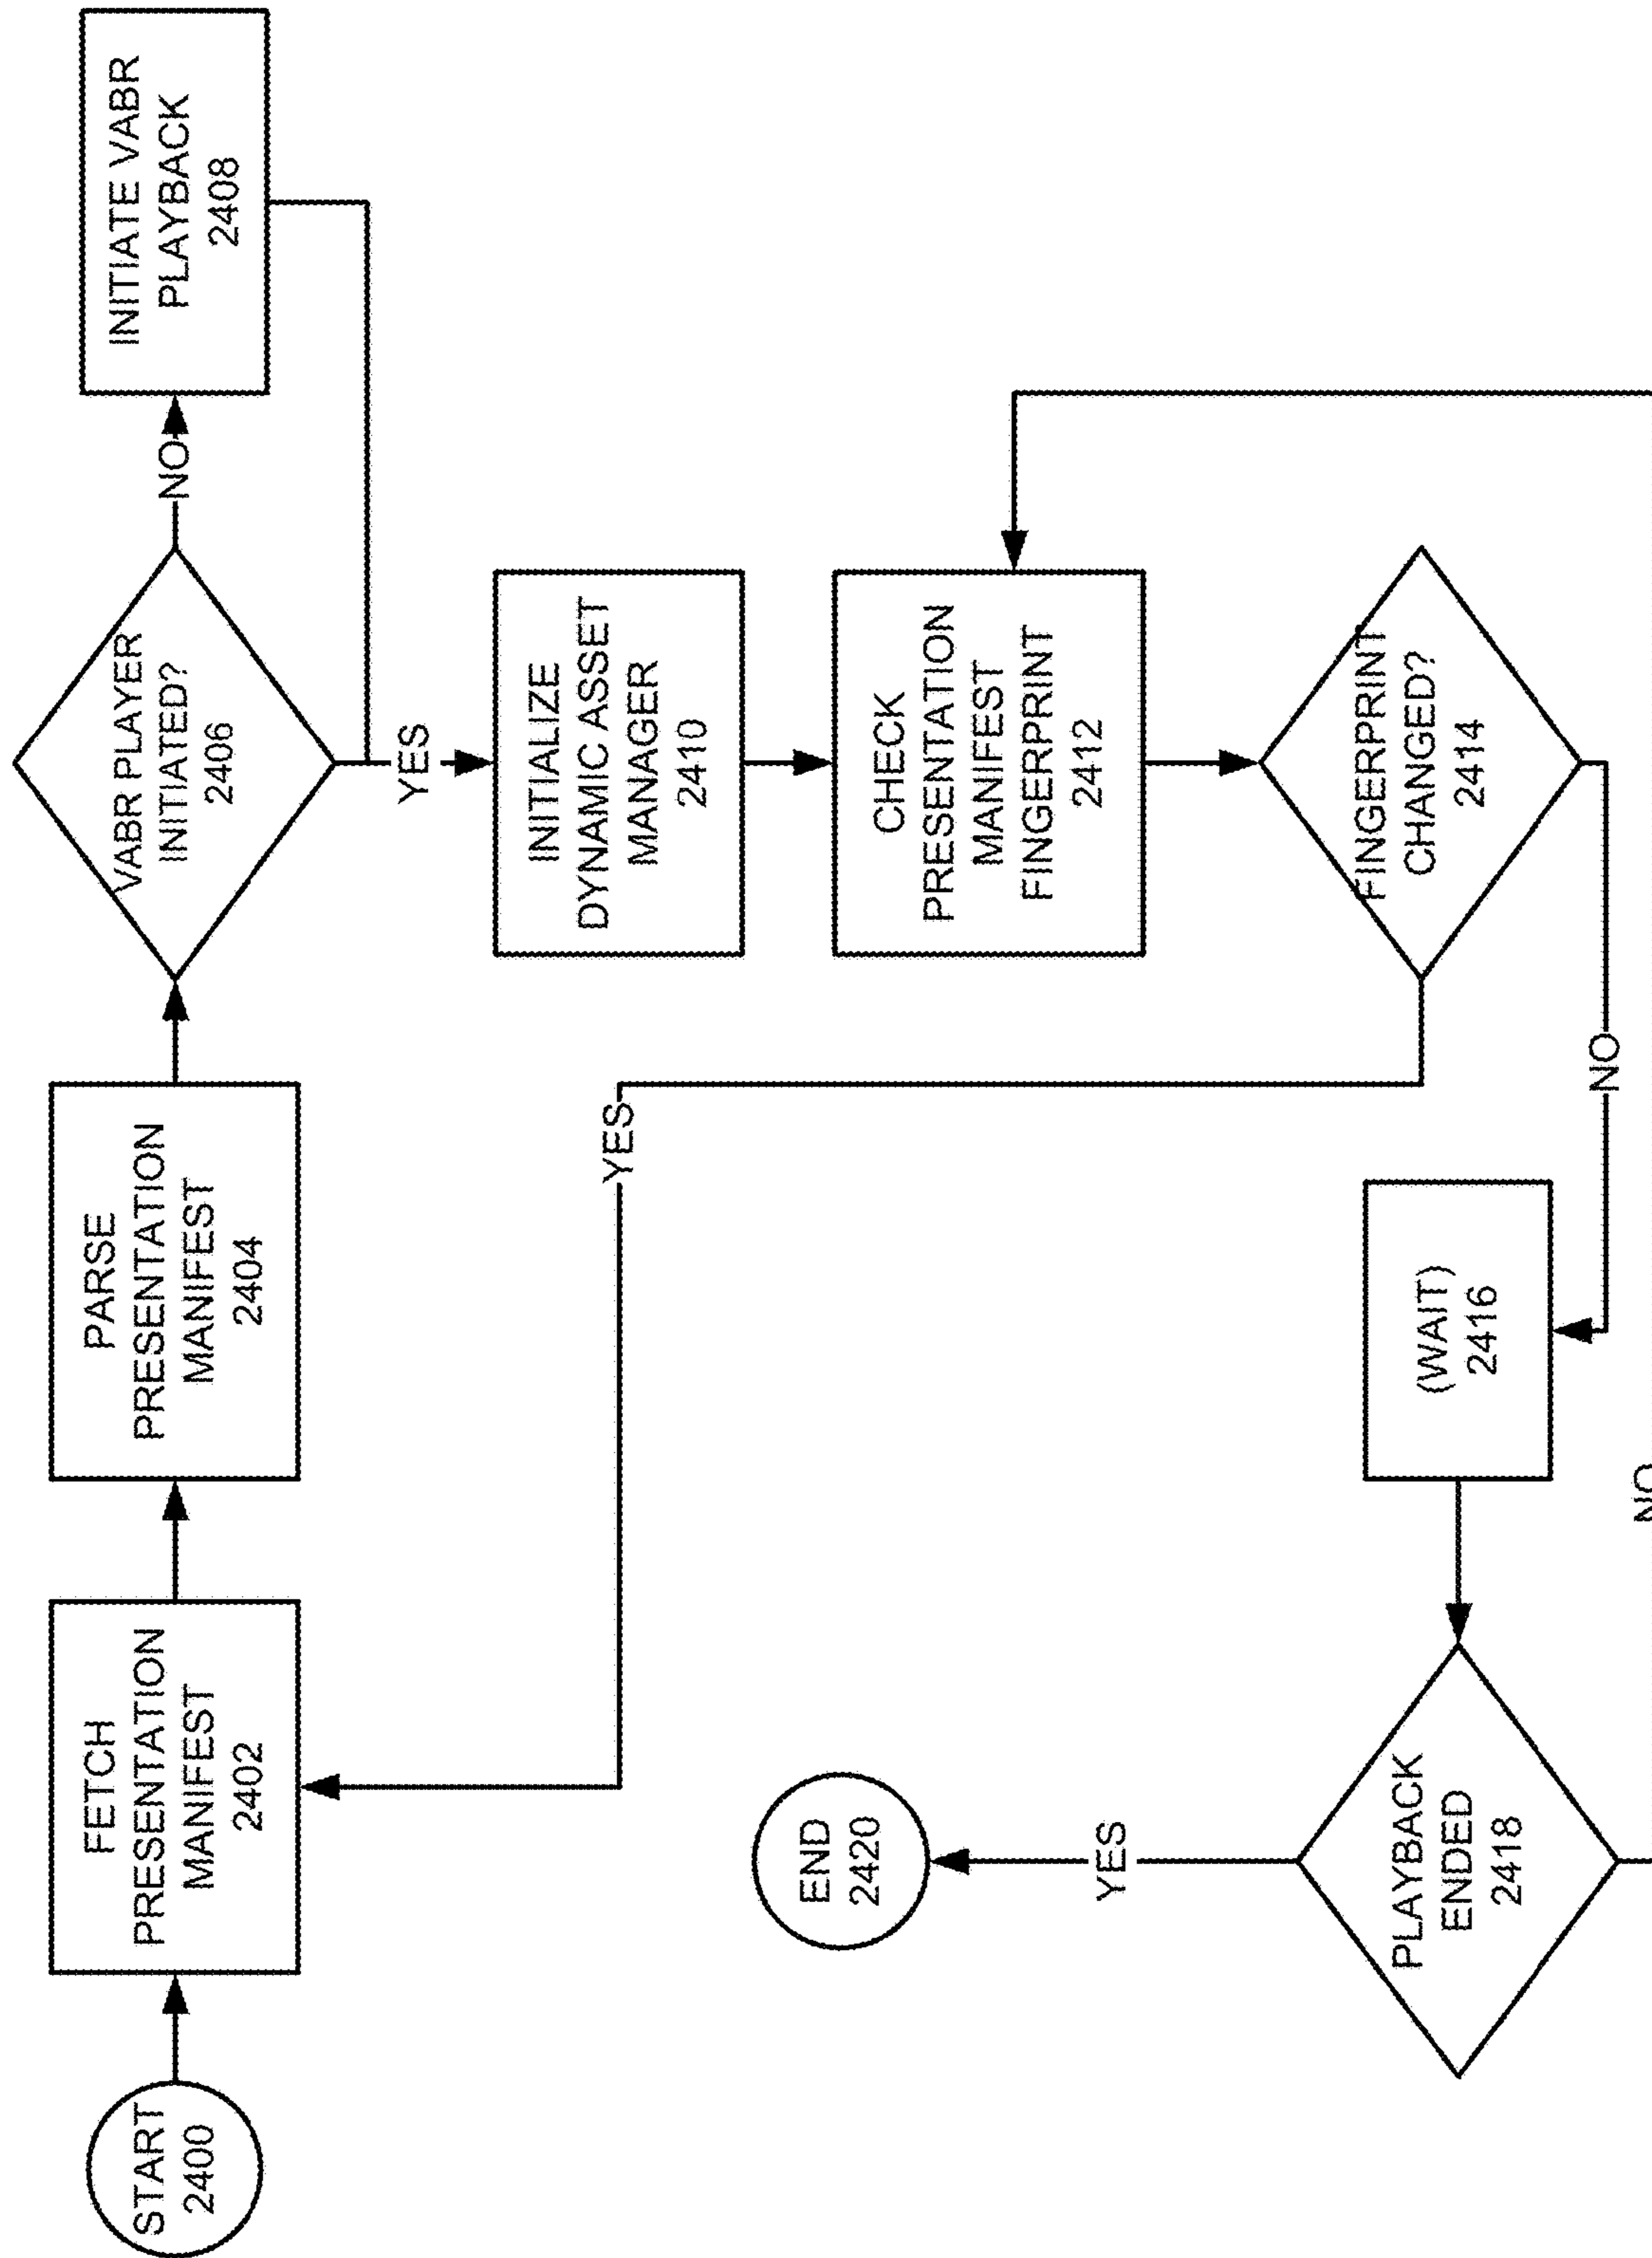 START
2400
FETCH
PRESENTATION
MANIFEST
2402
PARSE
PRESENTATION
MANIFEST
2404
VABR PLAYER
INITIATED?
2406
NO
INITIATE VABR
PLAYBACK
2408
YES
INITIALIZE
DYNAMIC ASSET
MANAGER
2410
CHECK
PRESENTATION
MANIFEST
FINGERPRINT
2412
FINGERPRINT
CHANGED?
2414
YES
NO
(WAIT)
2416
PLAYBACK
ENDED
2418
YES
END
2420
NO